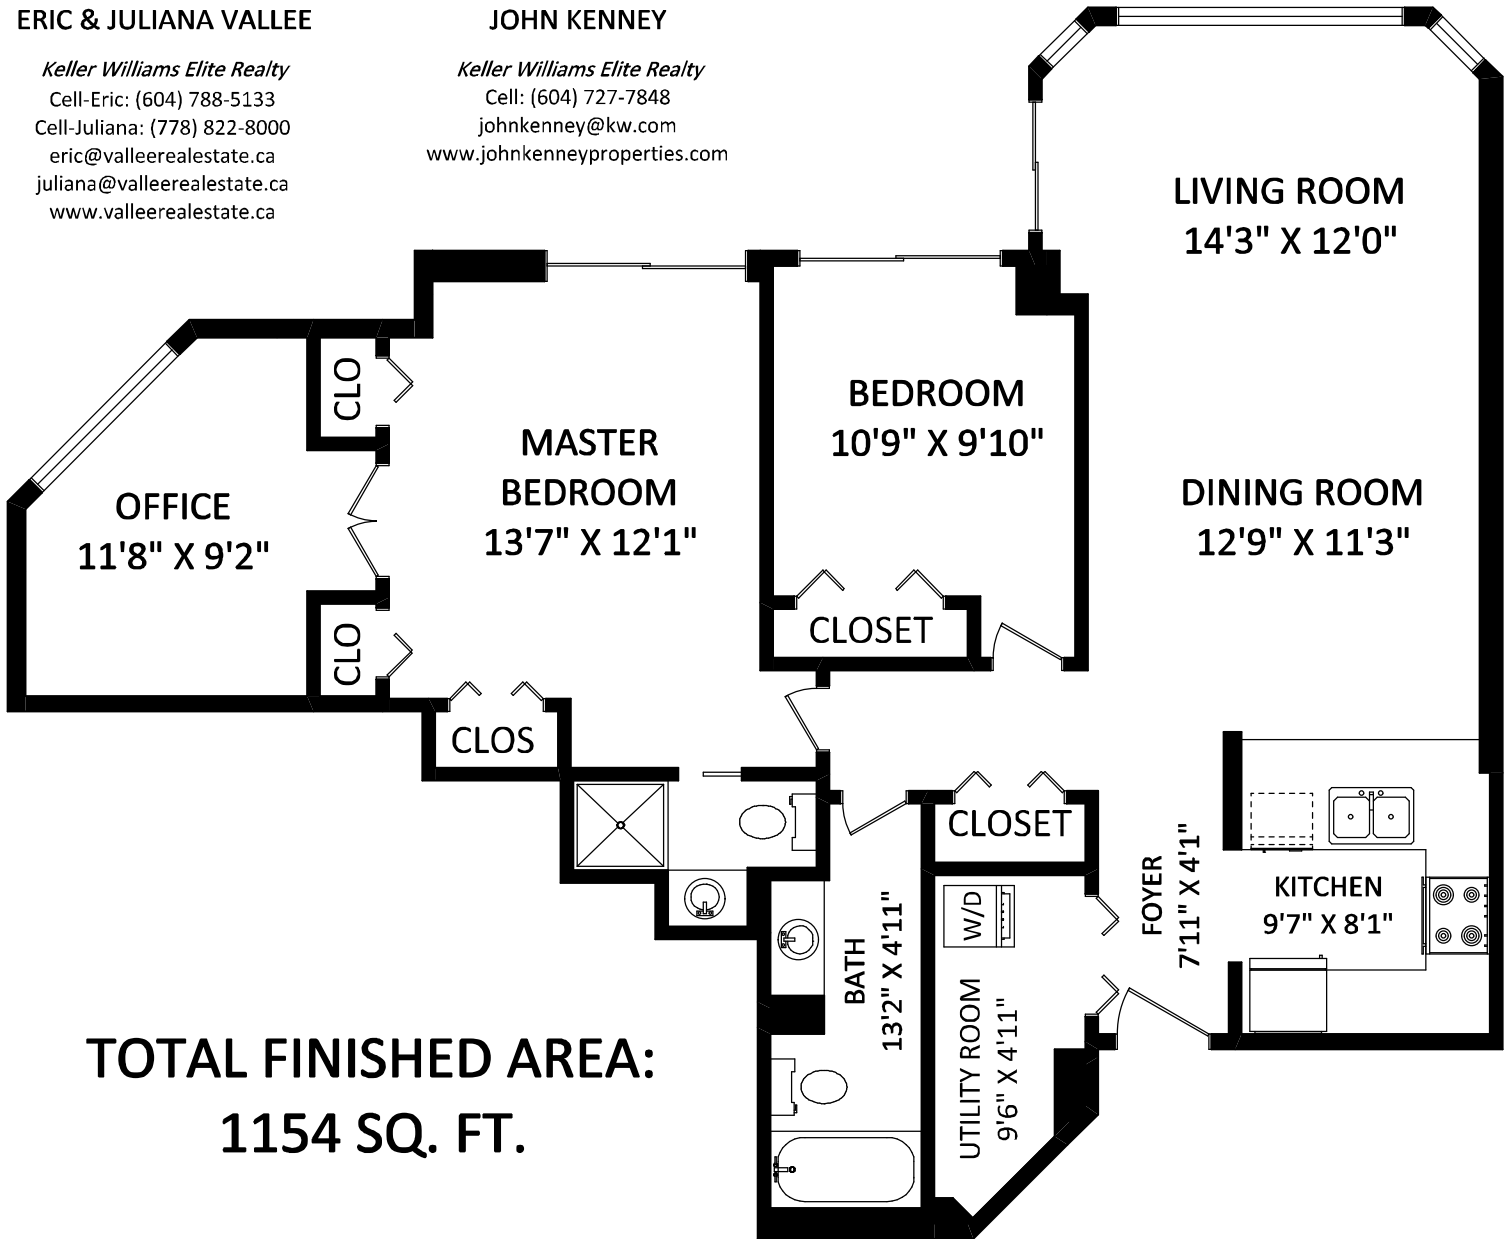 ERIC & JULIANA VALLEE
Keller Williams Elite Realty
Cell-Eric: (604) 788-5133
Cell-Juliana: (778) 822-8000
eric@valleerealestate.ca
juliana@valleerealestate.ca
www.valleerealestate.ca
JOHN KENNEY
Keller Williams Elite Realty
Cell: (604) 727-7848
johnkenney@kw.com
www.johnkenneyproperties.com
LIVING ROOM
14'3" X 12'0"
CLO
MASTER
BEDROOM
13'7" X 12'1"
BEDROOM
10'9" X 9'10"
DINING ROOM
12'9" X 11'3"
OFFICE
11'8" X 9'2"
CLO
CLOSET
CLOS
CLOSET
FOYER
7'11" X 4'1"
KITCHEN
9'7" X 8'1"
W/D
BATH
13'2" X 4'11"
UTILITY ROOM
9'6" X 4'11"
TOTAL FINISHED AREA:
1154 SQ. FT.